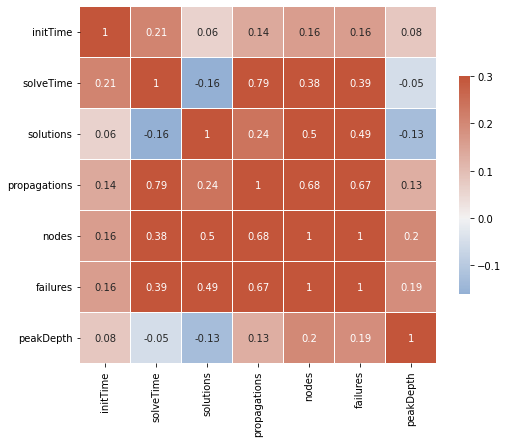 initTime 1 0.21 0.06 0.14 0.16 0.16 0.08
solveTime 0.21 1 -0.16 0.79 0.38 0.39 -0.05
solutions 0.06 -0.16 1 0.24 0.5 0.49 -0.13
propagations 0.14 0.79 0.24 1 0.68 0.67 0.13
nodes 0.16 0.38 0.5 0.68 1 1 0.2
failures 0.16 0.39 0.49 0.67 1 1 0.19
peakDepth 0.08 -0.05 -0.13 0.13 0.2 0.19 1
initTime solveTime solutions propagations nodes failures peakDepth
0.3
0.2
0.1
0.0
−0.1